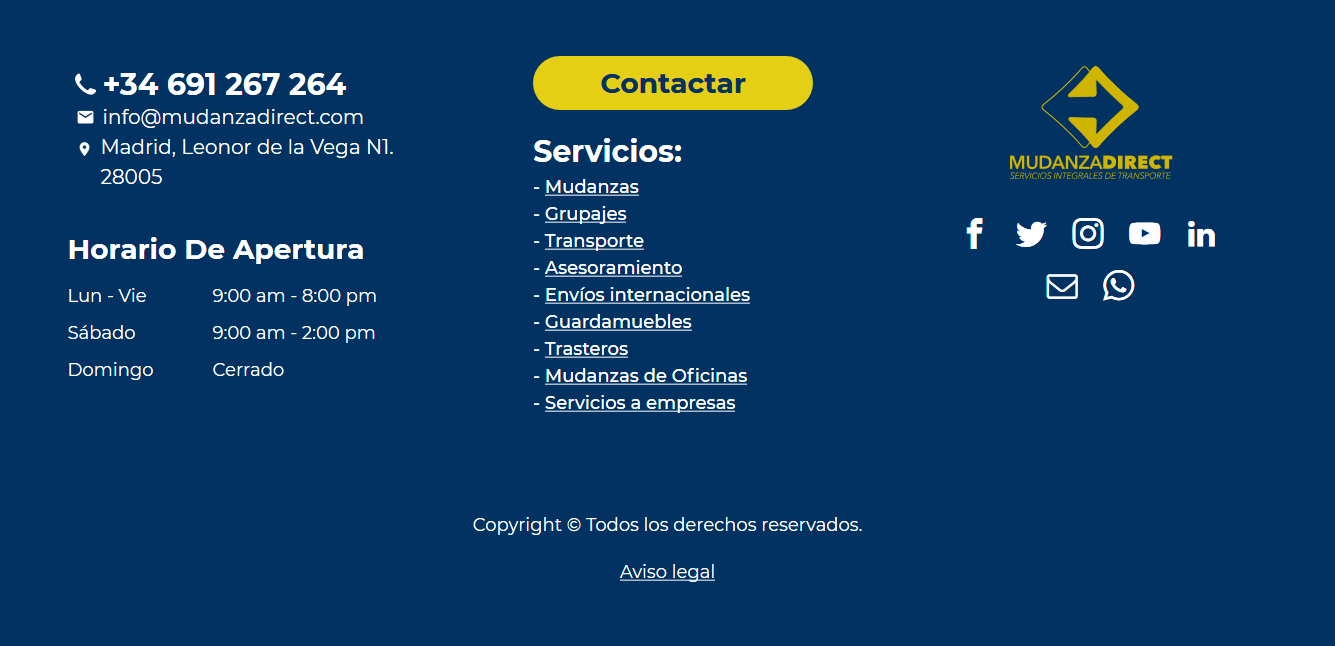 +34 691 267 264
info@mudanzadirect.com
Madrid, Leonor de la Vega N1.
28005
Horario De Apertura
Lun - Vie 9:00 am - 8:00 pm
Sábado 9:00 am - 2:00 pm
Domingo Cerrado
Contactar
Servicios:
- Mudanzas
- Grupajes
- Transporte
- Asesoramiento
- Envíos internacionales
- Guardamuebles
- Trasteros
- Mudanzas de Oficinas
- Servicios a empresas
MUDANZADIRECT
SERVICIOS INTEGRALES DE TRANSPORTE
Copyright © Todos los derechos reservados.
Aviso legal